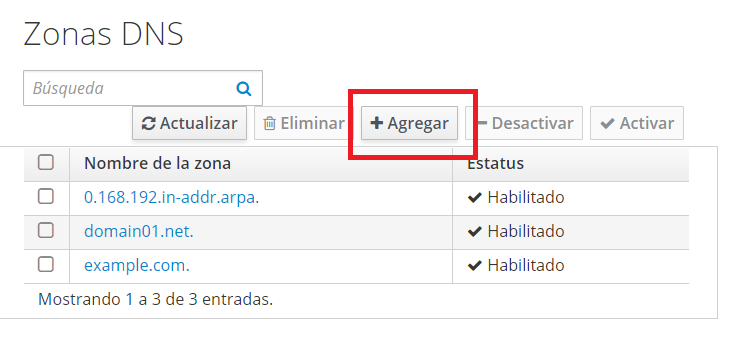 Zonas DNS
Búsqueda
Actualizar Eliminar Agregar Desactivar Activar
Nombre de la zona Estatus
0.168.192.in-addr.arpa. Habilitado
domain01.net. Habilitado
example.com. Habilitado
Mostrando 1 a 3 de 3 entradas.